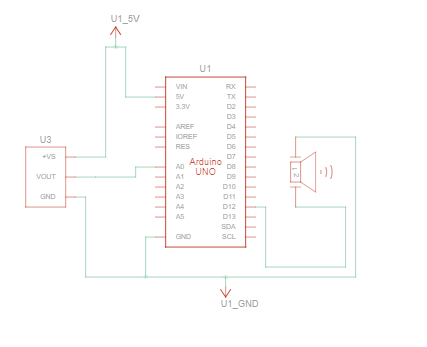 U1_5V
U1
VIN
5V
3.3V
AREF
IOREF
RES
A0
A1
A2
A3
A4
A5
GND
Arduino
UNO
RX
TX
D2
D3
D4
D5
D6
D7
D8
D9
D10
D11
D12
D13
SDA
SCL
U3
+VS
VOUT
GND
1
2
U1_GND